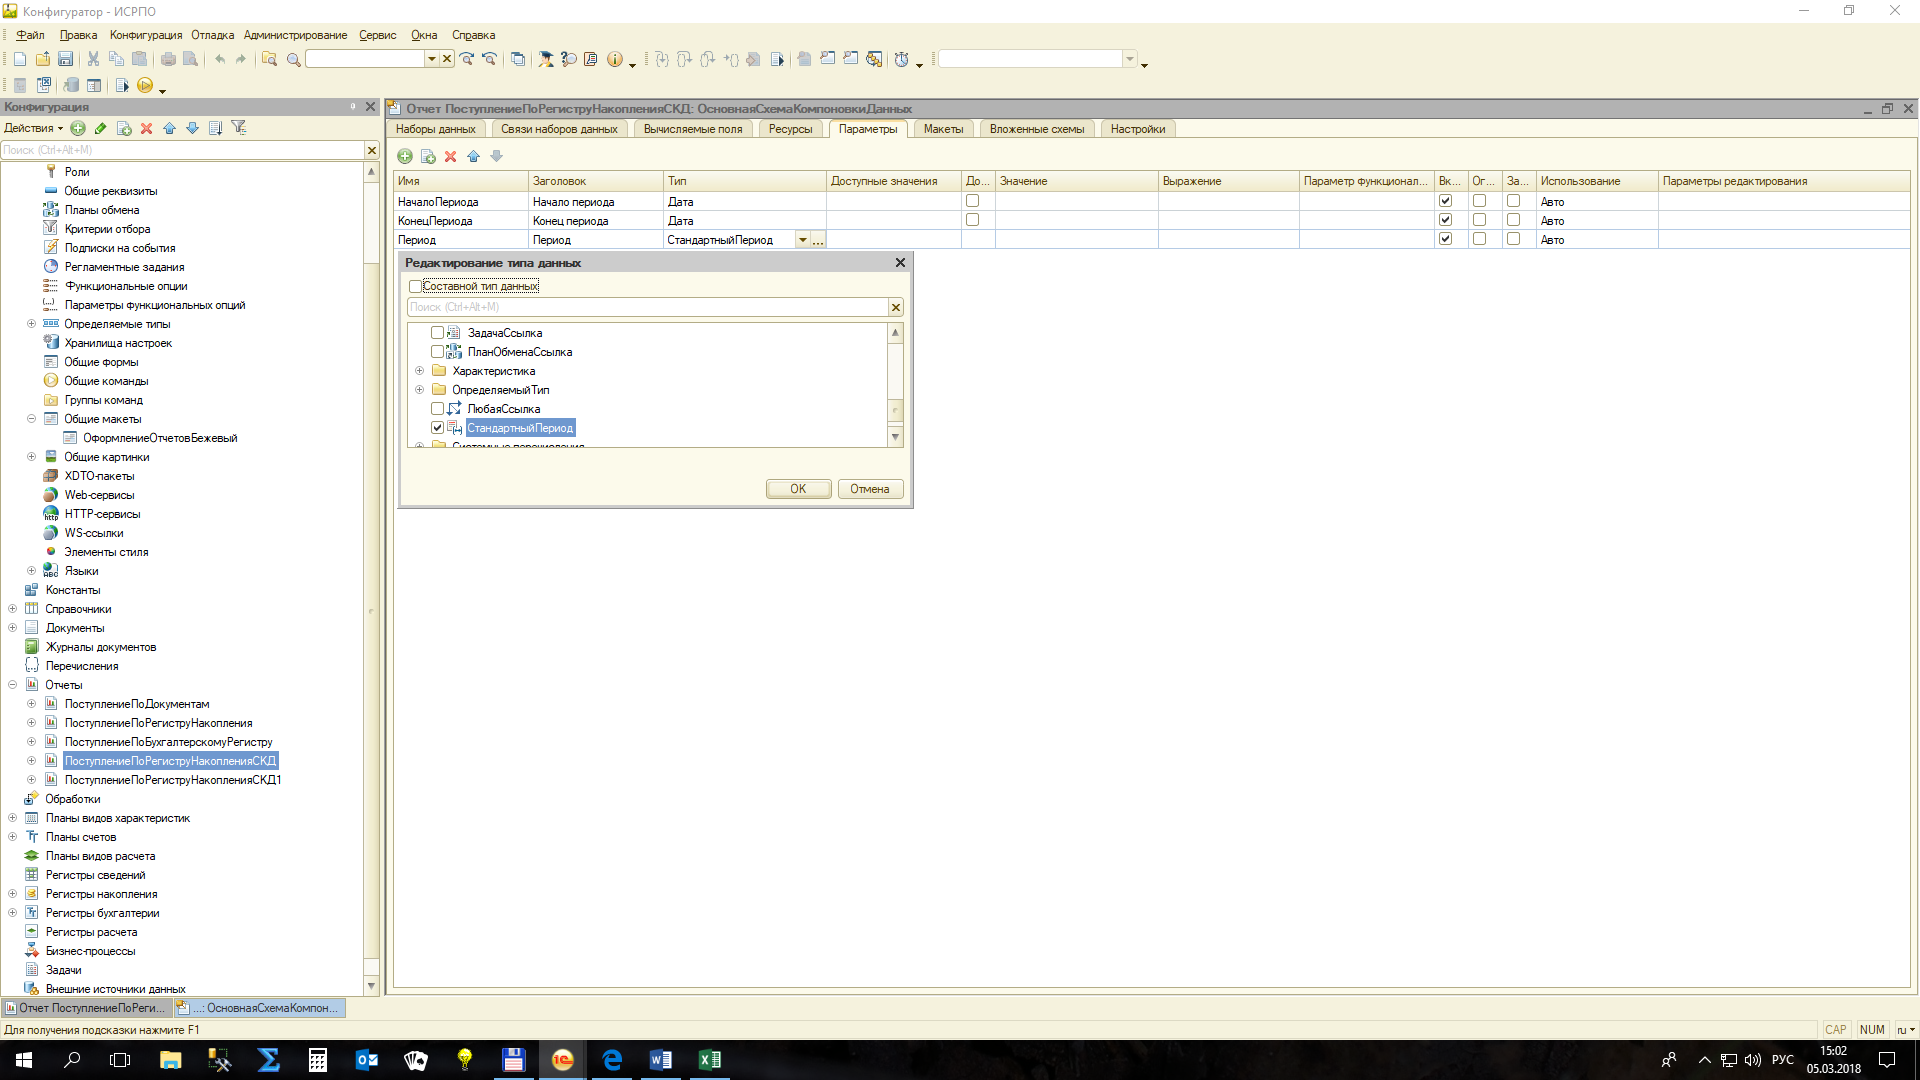 Конфигуратор - ИСРПО
Файл Правка Конфигурация Отладка Администрирование Сервис Окна Справка
Конфигурация
Действия
Поиск (Ctrl+Alt+M)
Роли
Общие реквизиты
Планы обмена
Критерии отбора
Подписки на события
Регламентные задания
Функциональные опции
Параметры функциональных опций
Определяемые типы
Хранилища настроек
Общие формы
Общие команды
Группы команд
Общие макеты
ОформлениеОтчетовБежевый
Общие картинки
XDTO-пакеты
Web-сервисы
HTTP-сервисы
WS-ссылки
Элементы стиля
Языки
Константы
Справочники
Документы
Журналы документов
Перечисления
Отчеты
ПоступлениеПоДокументам
ПоступлениеПоРегиструНакопления
ПоступлениеПоБухгалтерскомуРегистру
ПоступлениеПоРегиструНакопленияСКД
ПоступлениеПоРегиструНакопленияСКД1
Обработки
Планы видов характеристик
Планы счетов
Планы видов расчета
Регистры сведений
Регистры накопления
Регистры бухгалтерии
Регистры расчета
Бизнес-процессы
Задачи
Внешние источники данных
Отчет ПоступлениеПоРегиструНакопленияСКД: ОсновнаяСхемаКомпоновкиДанных
Наборы данных Связи наборов данных Вычисляемые поля Ресурсы Параметры Макеты Вложенные схемы Настройки
Имя Заголовок Тип Доступные значения До... Значение Выражение Параметр функционал... Вк... Ог... За... Использование Параметры редактирования
НачалоПериода Начало периода Дата Авто
КонецПериода Конец периода Дата Авто
Период Период СтандартныйПериод ... Авто
Редактирование типа данных
Составной тип данных
Поиск (Ctrl+Alt+M)
ЗадачаСсылка
ПланОбменаСсылка
Характеристика
ОпределяемыйТип
ЛюбаяСсылка
СтандартныйПериод
Системные перечисления
OK Отмена
Отчет ПоступлениеПоРеги... ...: ОсновнаяСхемаКомпон...
Для получения подсказки нажмите F1
CAP NUM ru
РУС
15:02
05.03.2018